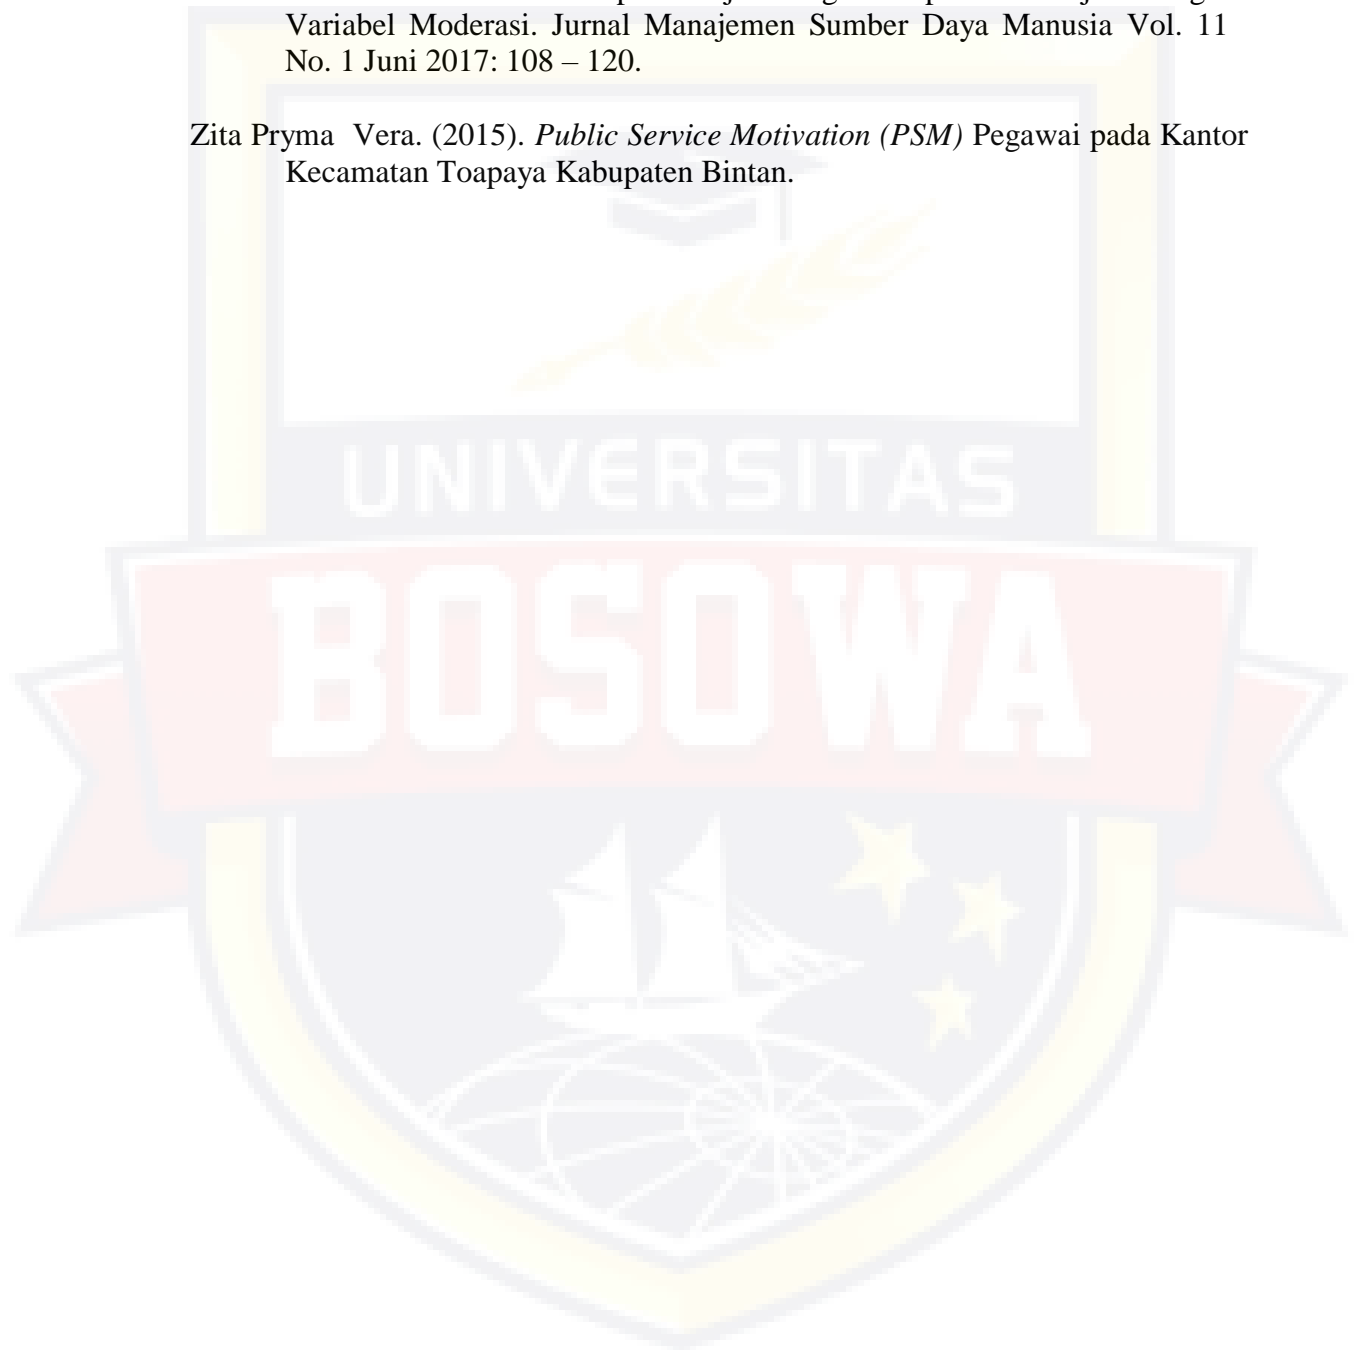 Variabel Moderasi. Jurnal Manajemen Sumber Daya Manusia Vol. 11
No. 1 Juni 2017: 108 – 120.
Zita Pryma Vera. (2015). Public Service Motivation (PSM) Pegawai pada Kantor
Kecamatan Toapaya Kabupaten Bintan.
UNIVERSITAS
BOSOWA